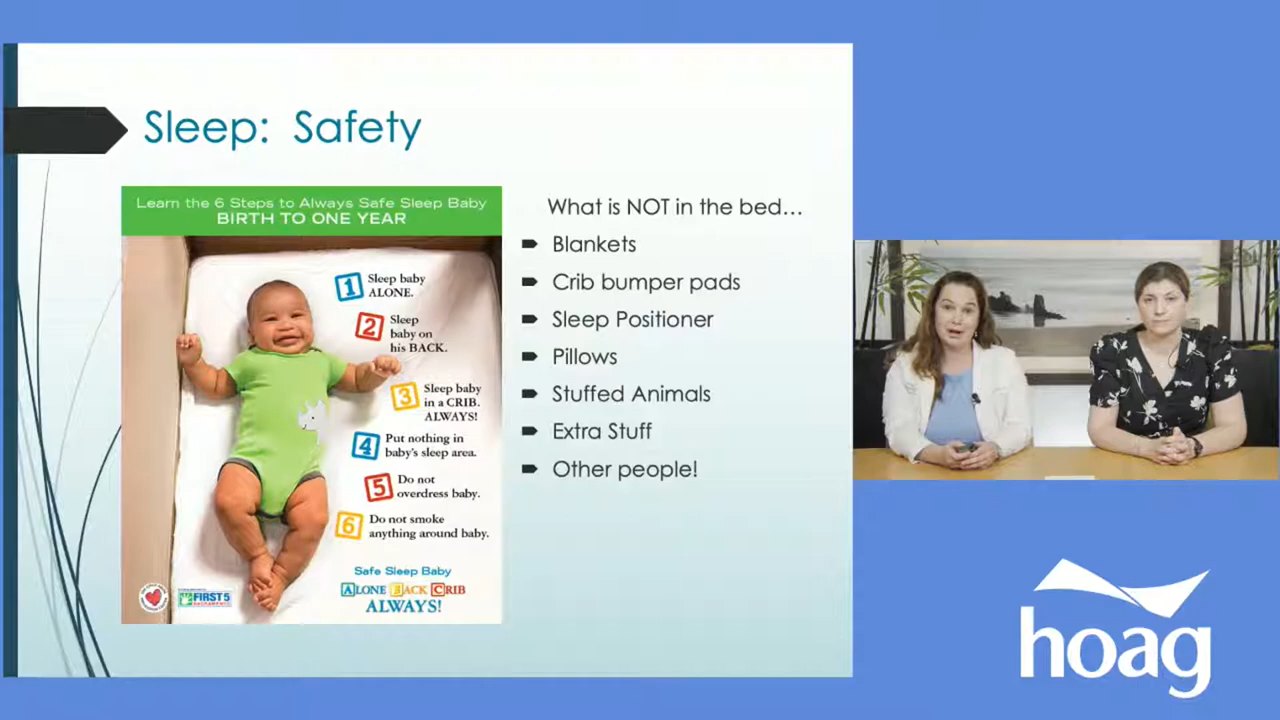 Sleep: Safety
Learn the 6 Steps to Always Safe Sleep Baby
BIRTH TO ONE YEAR
1 Sleep baby
ALONE.
2 Sleep
baby on
his BACK.
3 Sleep baby
in a CRIB.
ALWAYS!
4 Put nothing in
baby's sleep area.
5 Do not
overdress baby.
6 Do not smoke
anything around baby.
Safe Sleep Baby
ALONE BACK CRIB
ALWAYS!
FIRST 5
What is NOT in the bed...
Blankets
Crib bumper pads
Sleep Positioner
Pillows
Stuffed Animals
Extra Stuff
Other people!
hoag